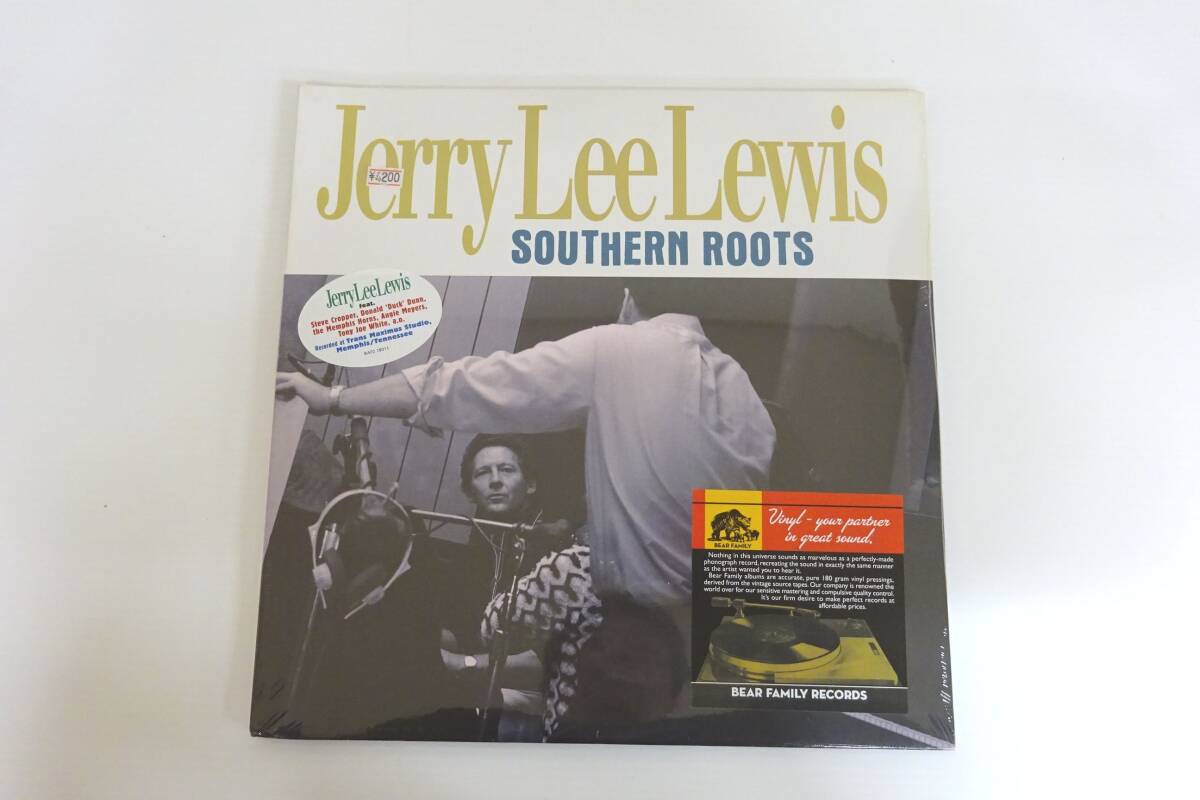 Jerry Lee Lewis
¥4200
SOUTHERN ROOTS
Jerry Lee Lewis
feat.
Steve Cropper, Donald 'Duck' Dunn,
the Memphis Horns, Augie Meyers,
Tony Joe White, a.o.
Recorded at Trans Maximus Studio,
Memphis/Tennessee
BEAR FAMILY
Vinyl - your partner
in great sound.
Nothing in this universe sounds as marvelous as a perfectly-made
phonograph record, recreating the sound in exactly the same manner
as the artist wanted you to hear it.
Bear Family albums are accurate, pure 180 gram vinyl pressings,
derived from the vintage source tapes. Our company is renowned the
world over for our sensitive mastering and compulsive quality control.
It's our firm desire to make perfect records at
affordable prices.
BEAR FAMILY RECORDS